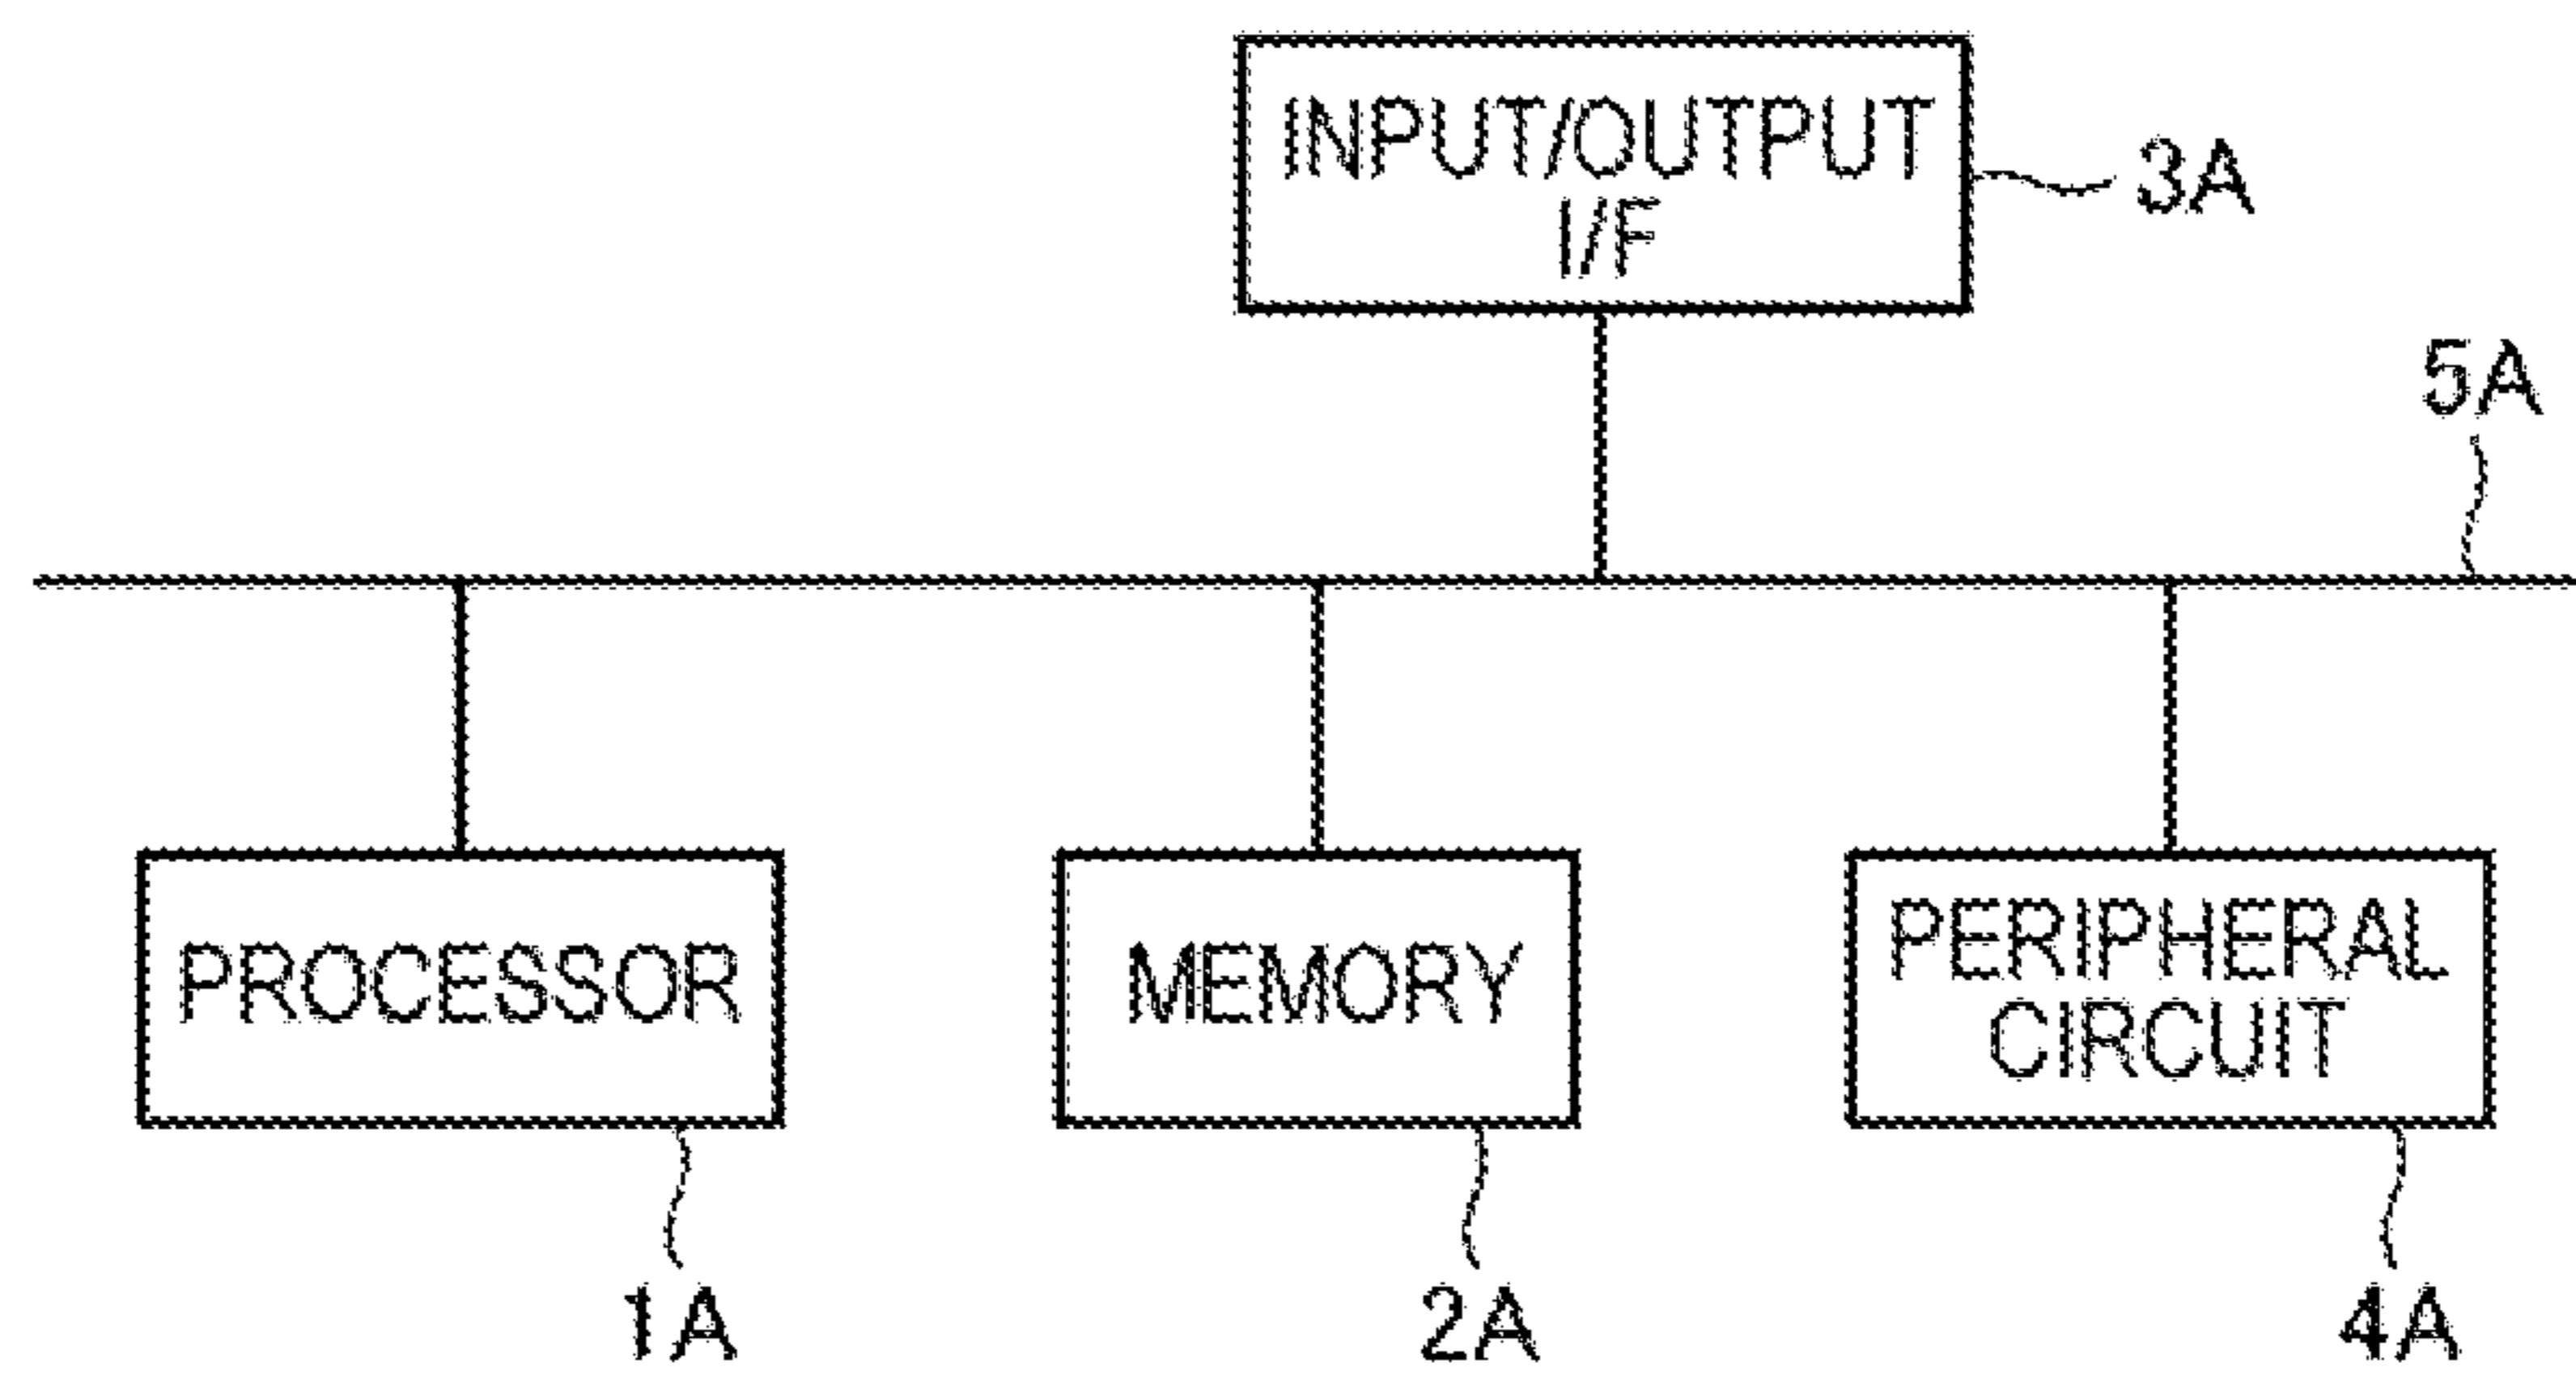 INPUT/OUTPUT
I/F
3A
5A
PROCESSOR
MEMORY
PERIPHERAL
CIRCUIT
1A
2A
4A